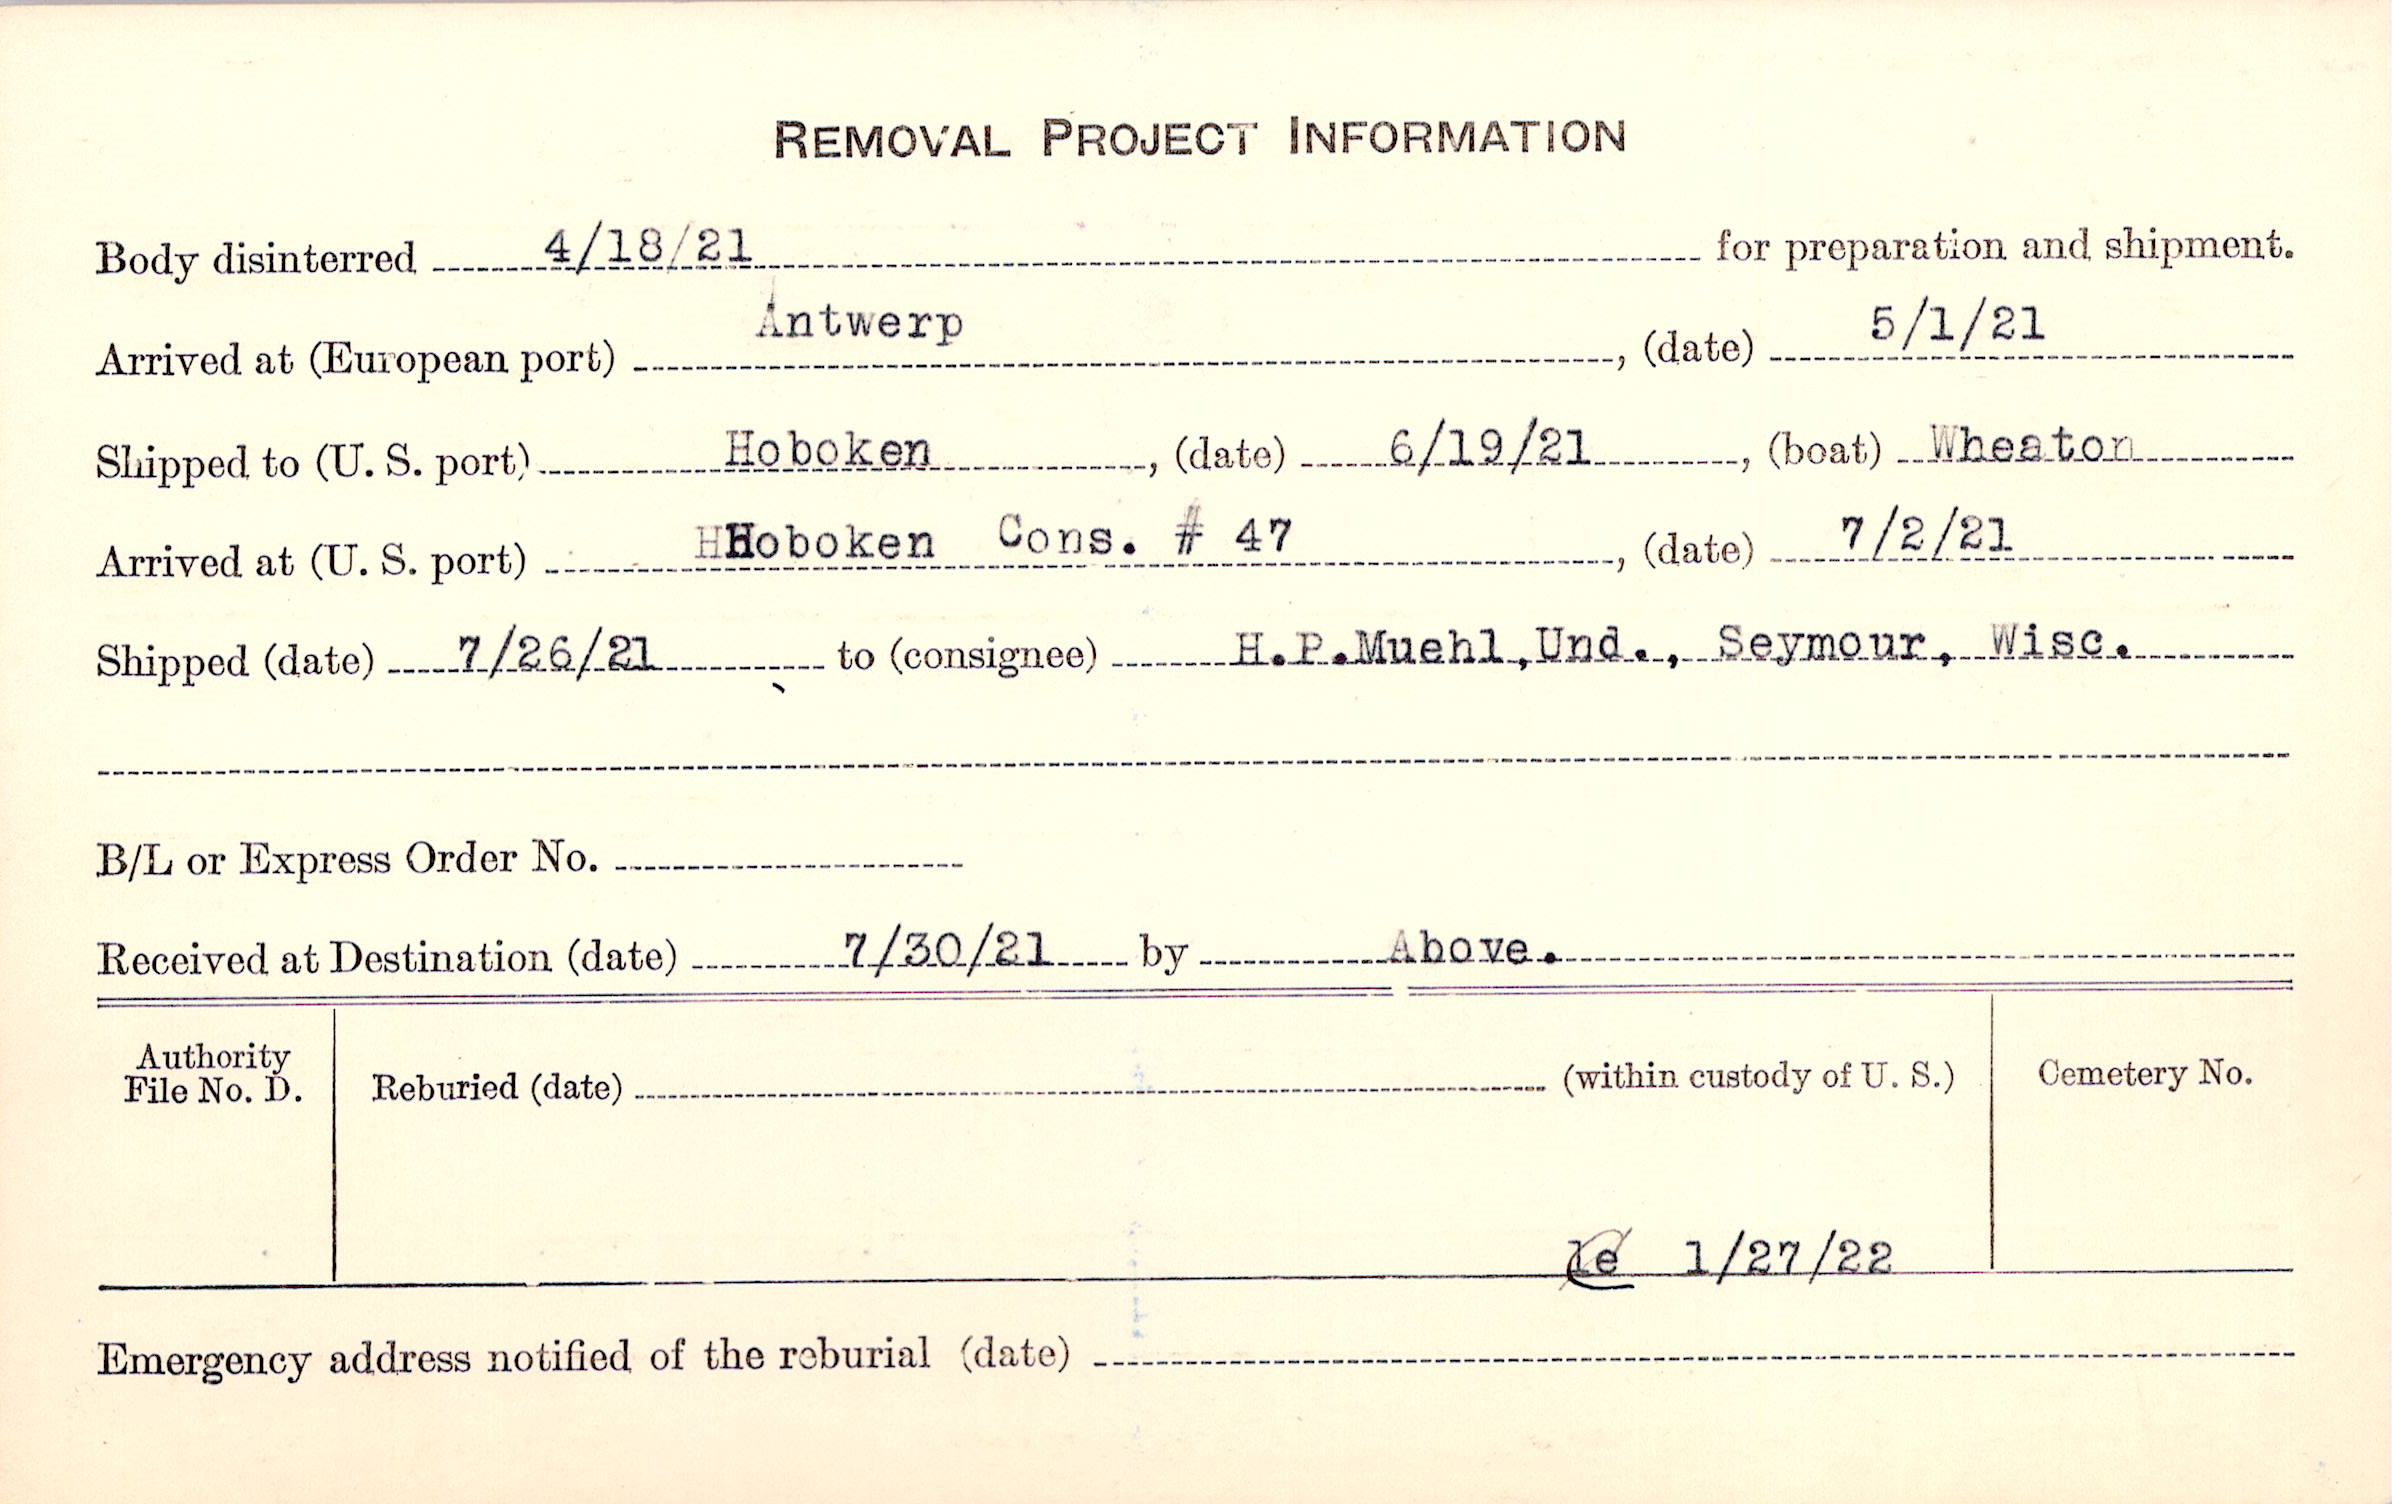 REMOVAL PROJECT INFORMATION
Body disinterred 4/18/21 for preparation and shipment.
Arrived at (European port) Antwerp, (date) 5/1/21
Shipped to (U. S. port) Hoboken, (date) 6/19/21, (boat) Wheaton
Arrived at (U. S. port) HHoboken Cons. # 47, (date) 7/2/21
Shipped (date) 7/26/21 to (consignee) H.P.Muehl,Und., Seymour, Wisc.
B/L or Express Order No.
Received at Destination (date) 7/30/21 by Above.
Authority
File No. D.
Reburied (date) (within custody of U. S.)
Cemetery No.
le 1/27/22
Emergency address notified of the reburial (date)